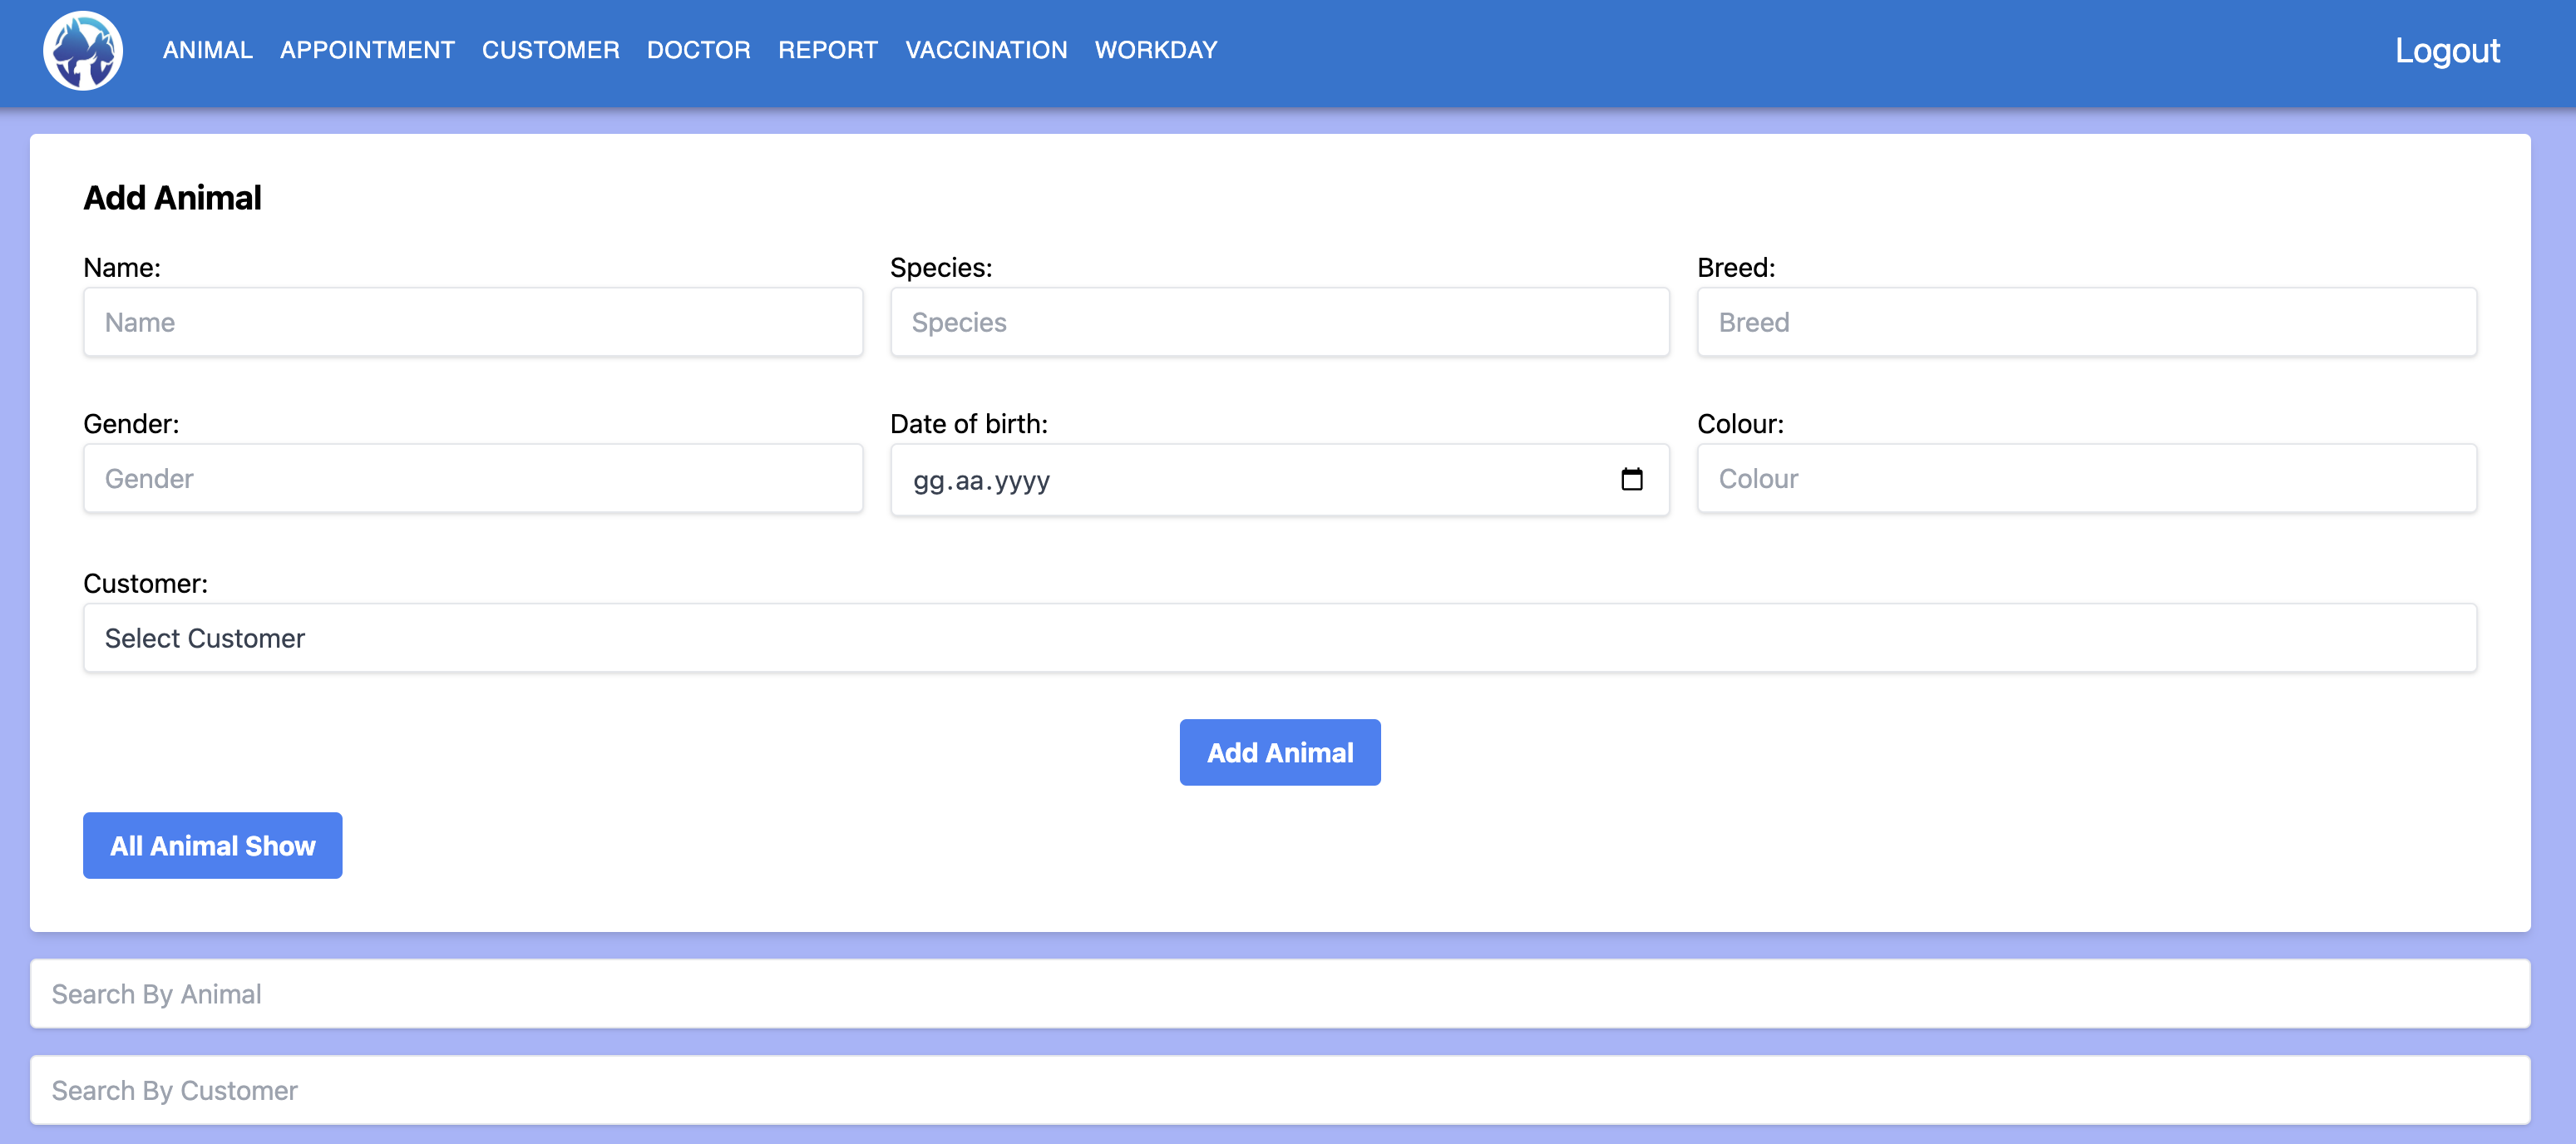 ANIMAL APPOINTMENT CUSTOMER DOCTOR REPORT VACCINATION WORKDAY Logout
Add Animal
Name: Species: Breed:
Name Species Breed
Gender: Date of birth: Colour:
Gender gg.aa.yyyy Colour
Customer:
Select Customer
Add Animal
All Animal Show
Search By Animal
Search By Customer